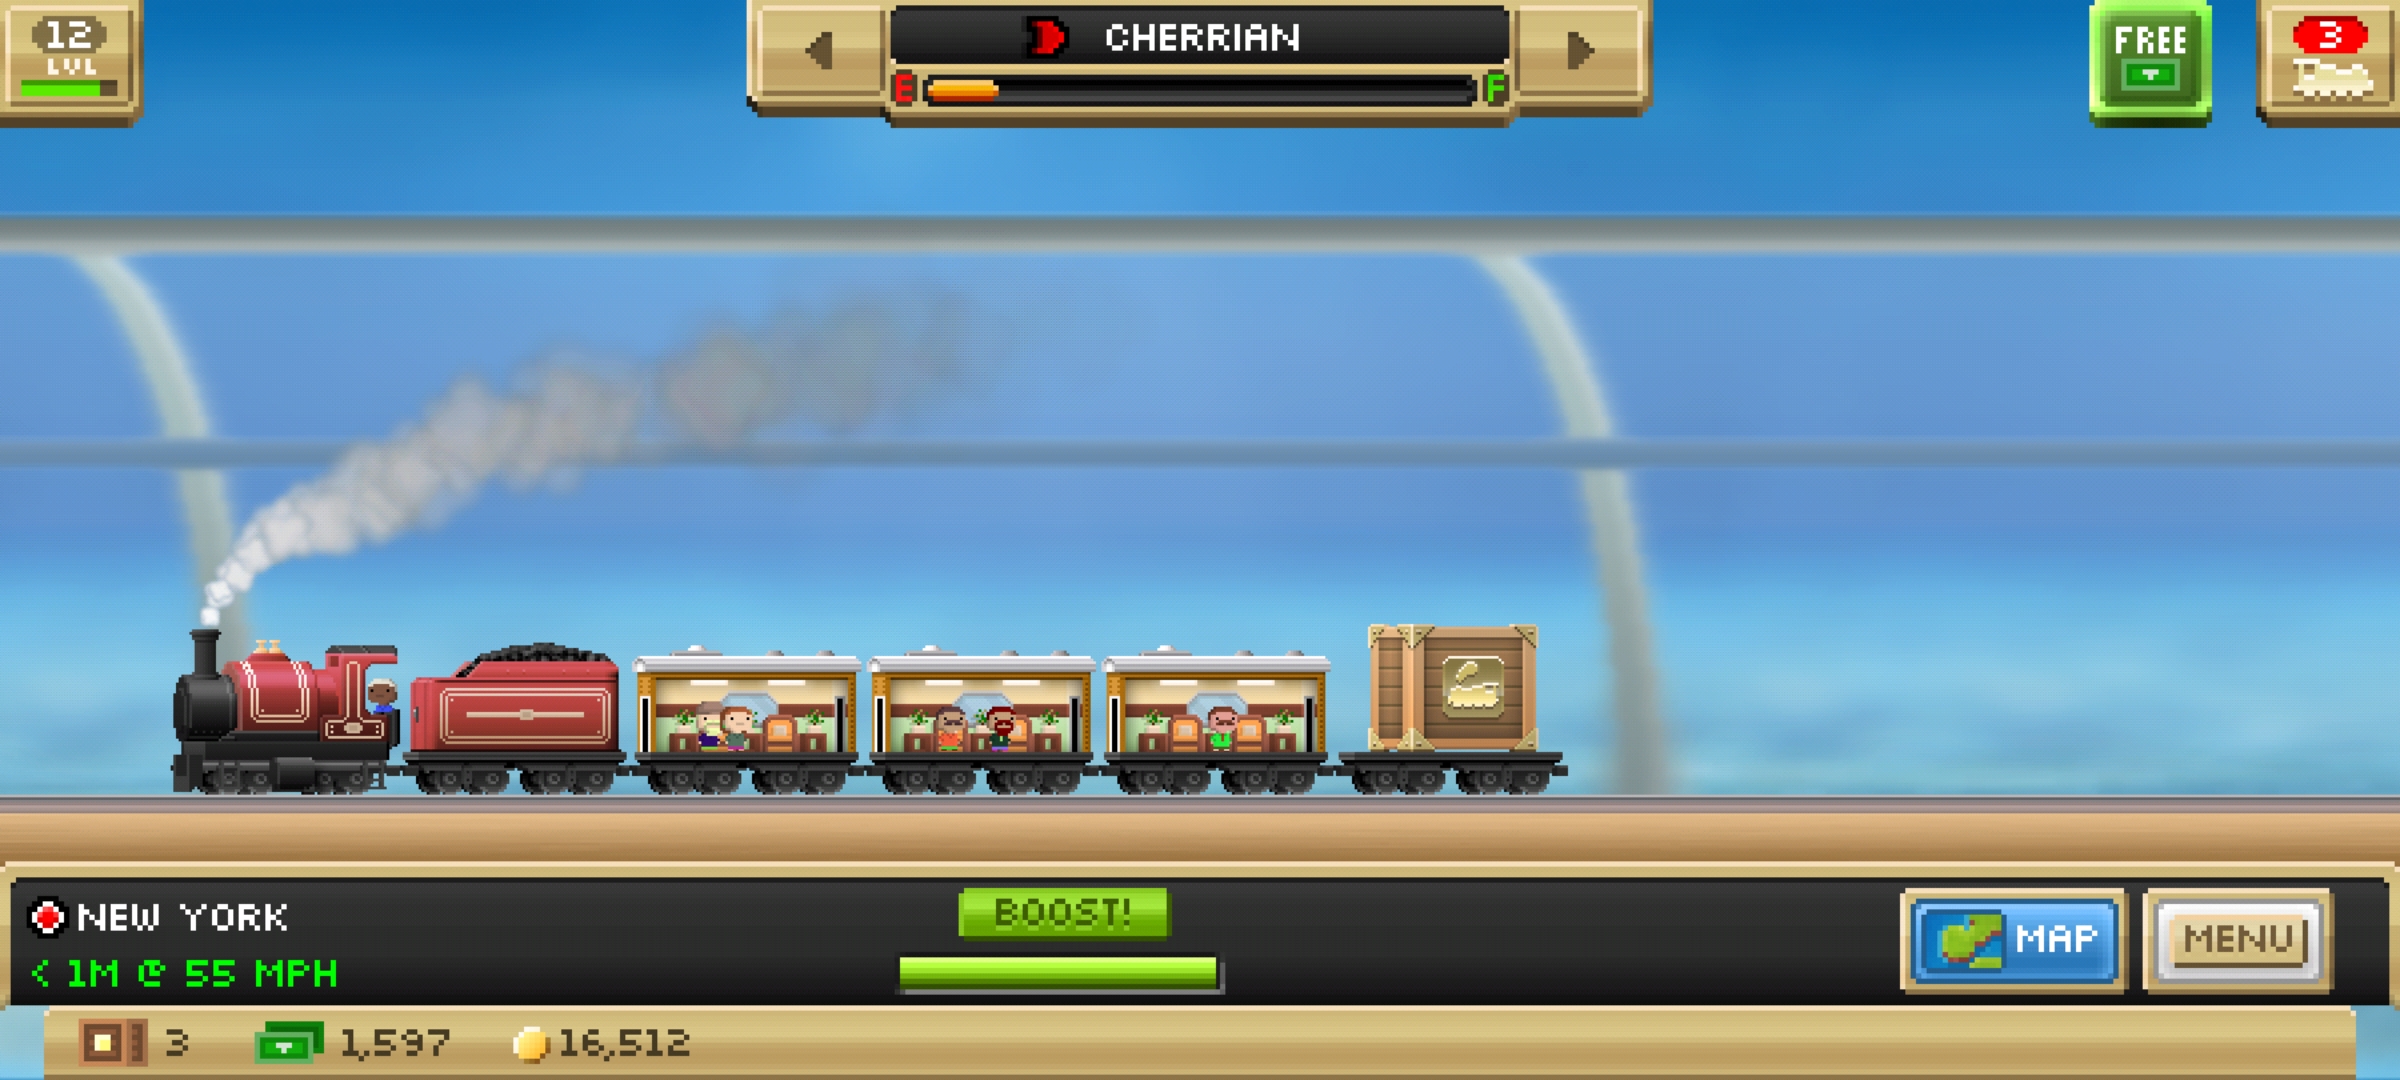 12
LVL
CHERRIAN
E F
FREE
3
NEW YORK
< 1M @ 55 MPH
BOOST!
MAP
MENU
3
1,597
16,512